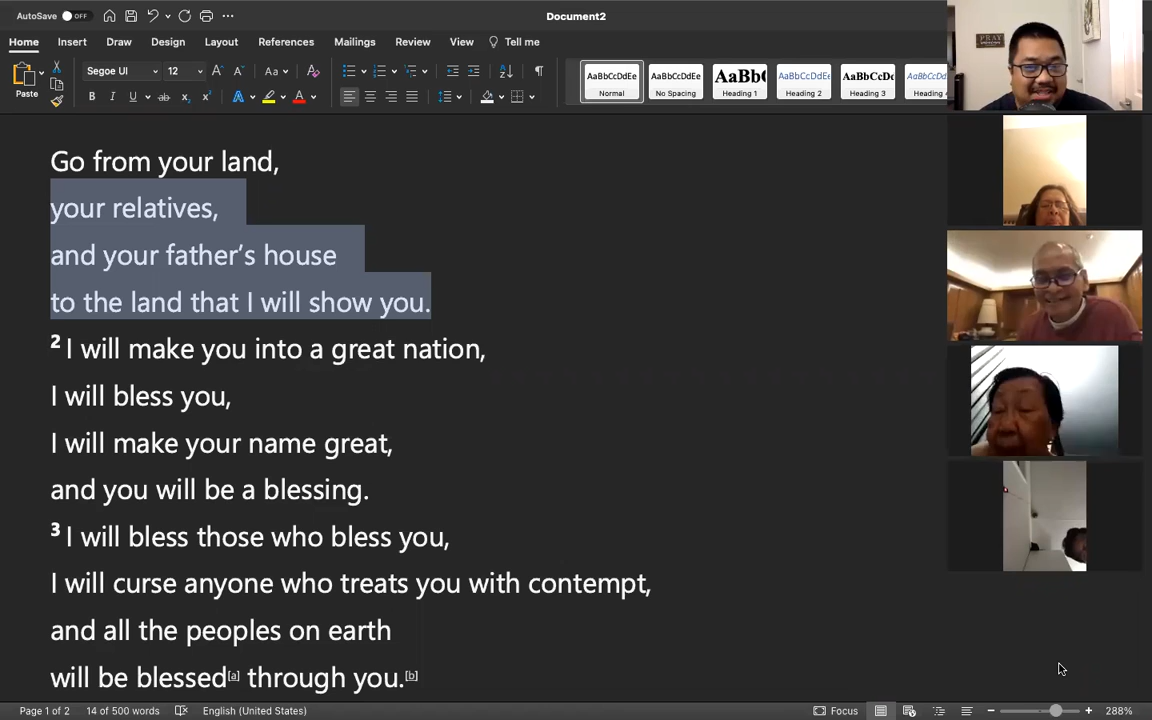 AutoSave OFF
Document2
Home Insert Draw Design Layout References Mailings Review View Tell me
Paste
Segoe UI 12
AaBbCcDdEe AaBbCcDdEe AaBb( AaBbCcDdEe AaBbCcDc AaBbCcDdE
Normal No Spacing Heading 1 Heading 2 Heading 3 Heading 4
PRAY
Go from your land,
your relatives,
and your father’s house
to the land that I will show you.
2 I will make you into a great nation,
I will bless you,
I will make your name great,
and you will be a blessing.
3 I will bless those who bless you,
I will curse anyone who treats you with contempt,
and all the peoples on earth
will be blessed[a] through you.[b]
Page 1 of 2 14 of 500 words English (United States) Focus 288%